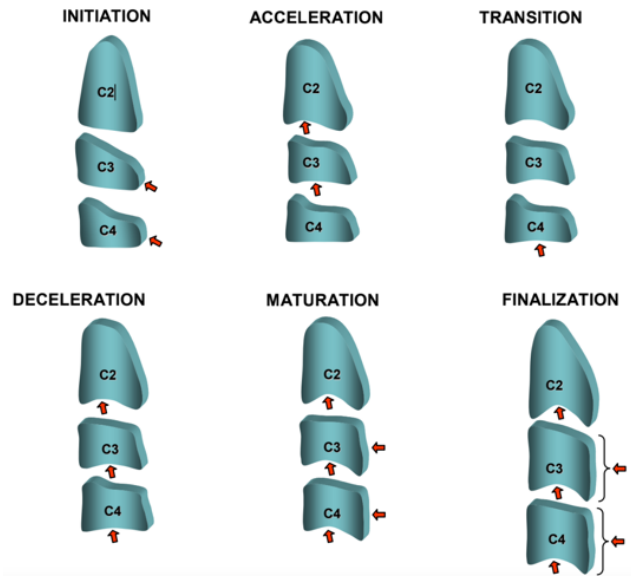 INITIATION
ACCELERATION
TRANSITION
C2|
C2
C2
C3
C3
C3
C4
C4
C4
DECELERATION
MATURATION
FINALIZATION
C2
C2
C2
C3
C3
C3
C4
C4
C4